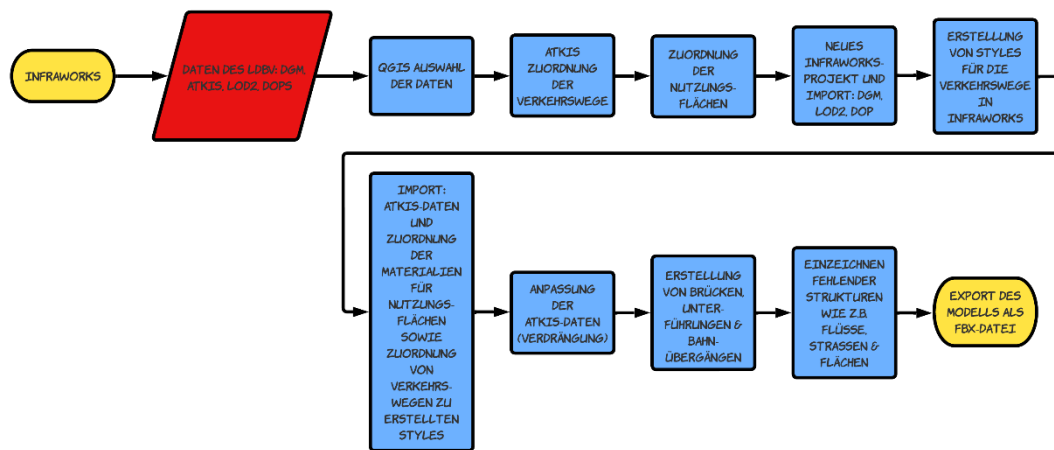 INFRAWORKS
DATEN DES LDBV: DGM,
ATKIS, LOD2, DOPS
QGIS AUSWAHL
DER DATEN
ATKIS
ZUORDNUNG
DER
VERKEHRSWEGE
ZUORDNUNG
DER
NUTZUNGS-
FLÄCHEN
NEUES
INFRAWORKS-
PROJEKT UND
IMPORT: DGM,
LOD2, DOP
ERSTELLUNG
VON STYLES
FÜR DIE
VERKEHRSWEGE
IN
INFRAWORKS
IMPORT:
ATKIS-DATEN
UND
ZUORDNUNG
DER
MATERIALIEN
FÜR
NUTZUNGS-
FLÄCHEN
SOWIE
ZUORDNUNG
VON
VERKEHRS-
WEGEN ZU
ERSTELLTEN
STYLES
ANPASSUNG
DER
ATKIS-DATEN
(VERDRÄNGUNG)
ERSTELLUNG
VON BRÜCKEN,
UNTER-
FÜHRUNGEN &
BAHN-
ÜBERGÄNGEN
EINZEICHNEN
FEHLENDER
STRUKTUREN
WIE Z.B.
FLÜSSE,
STRASSEN &
FLÄCHEN
EXPORT DES
MODELLS ALS
FBX-DATEI